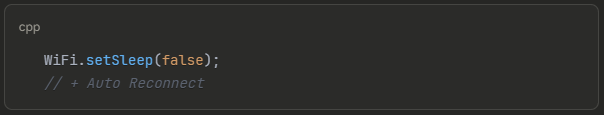 cpp
WiFi.setSleep(false);
// + Auto Reconnect